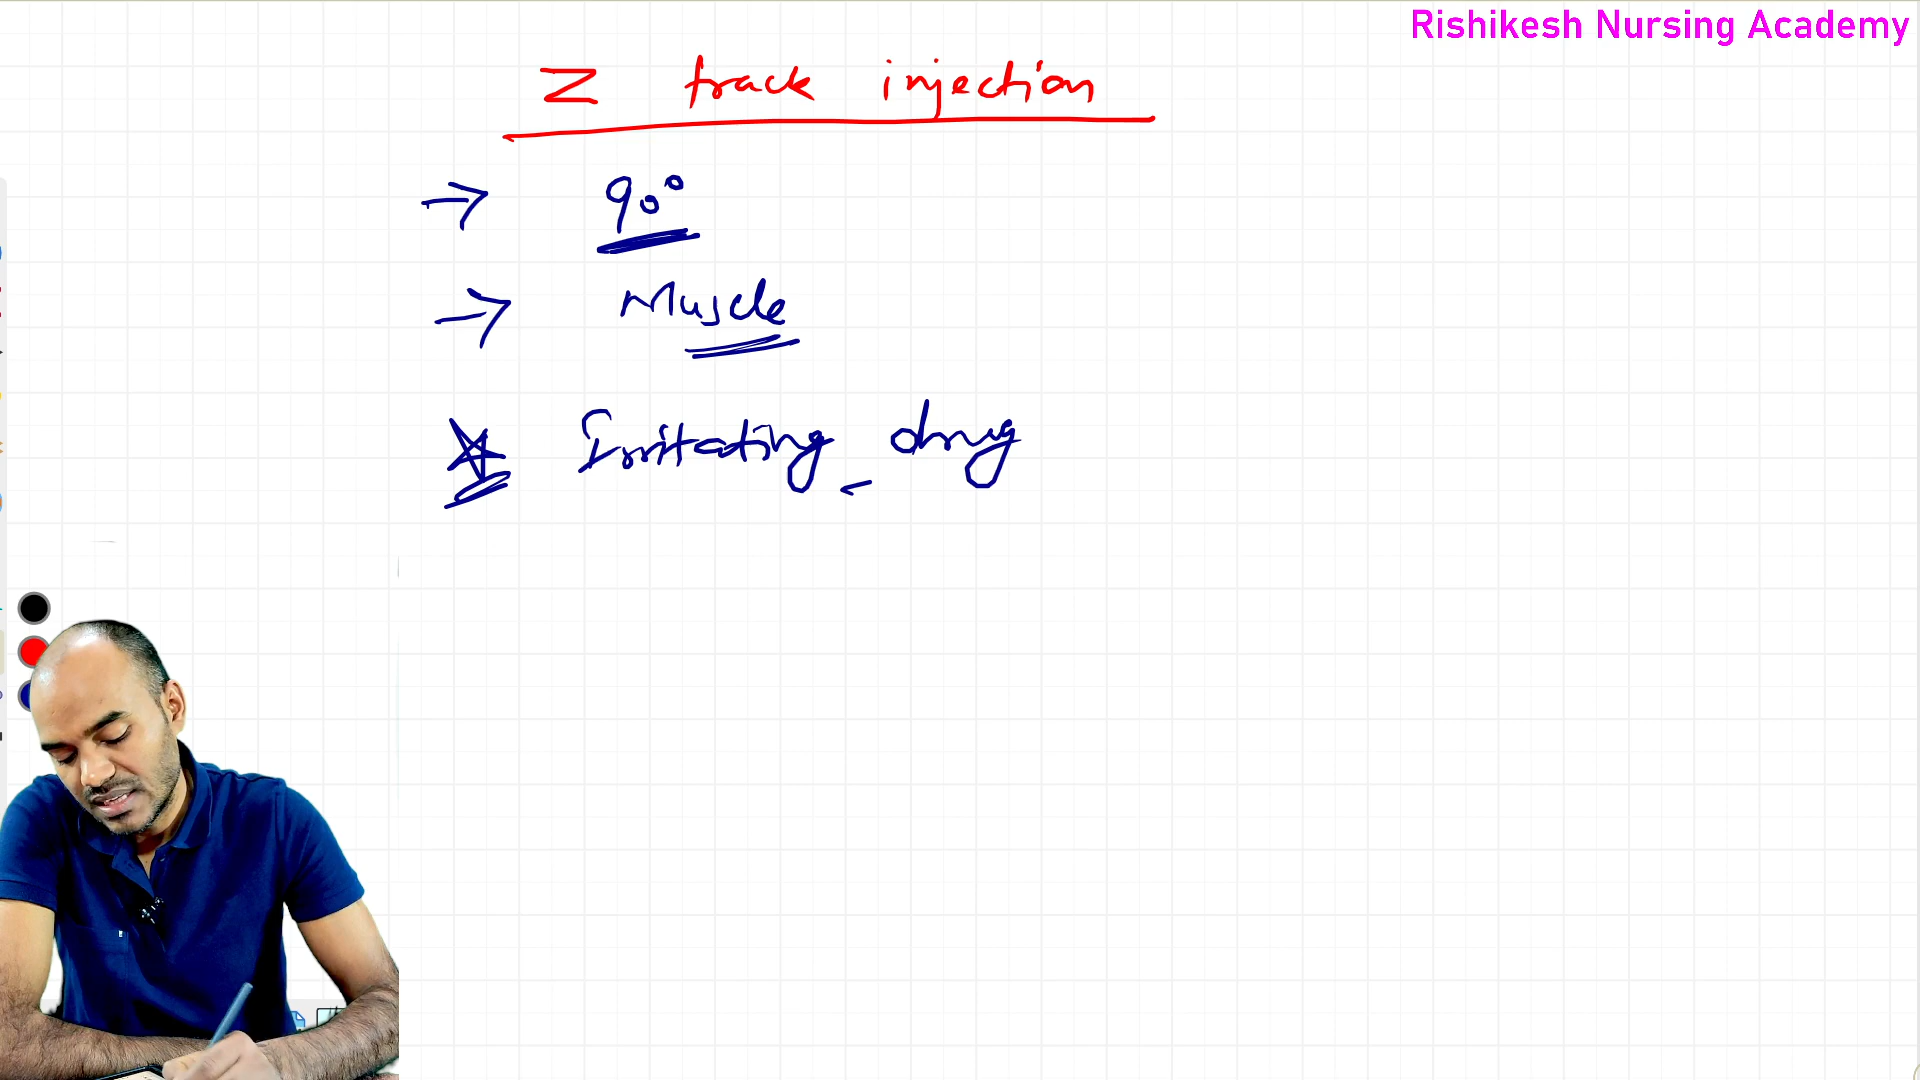 Rishikesh Nursing Academy
Z track injection
→ 90°
→ Muscle
Irritating drug